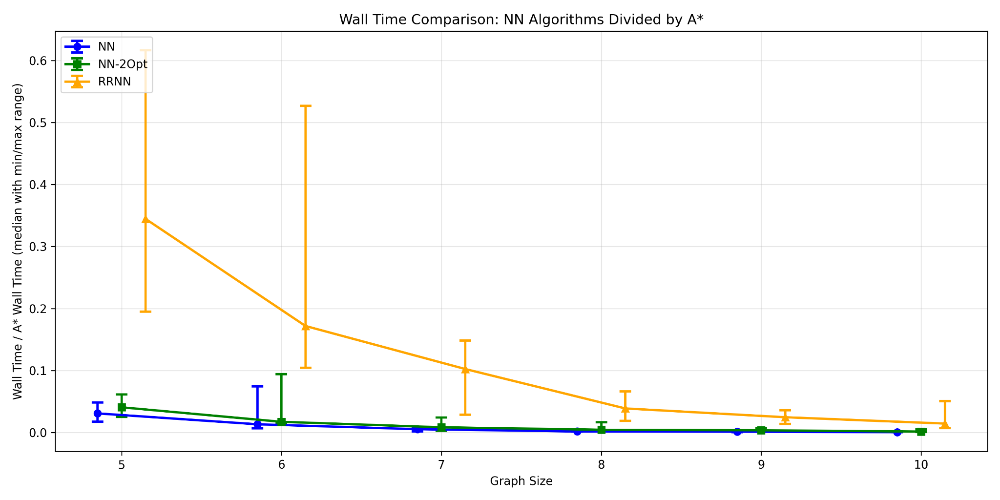 Wall Time Comparison: NN Algorithms Divided by A*
NN
NN-2Opt
RRNN
Wall Time / A* Wall Time (median with min/max range)
0.6
0.5
0.4
0.3
0.2
0.1
0.0
5 6 7 8 9 10
Graph Size